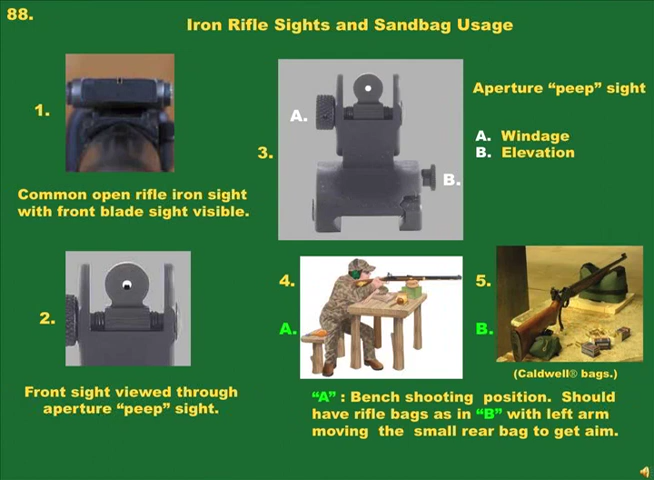 88.
Iron Rifle Sights and Sandbag Usage
1.
Common open rifle iron sight
with front blade sight visible.
2.
Front sight viewed through
aperture “peep” sight.
3.
A.
B.
Aperture “peep” sight
A. Windage
B. Elevation
4.
A.
5.
B.
(Caldwell® bags.)
“A” : Bench shooting position. Should
have rifle bags as in “B” with left arm
moving the small rear bag to get aim.